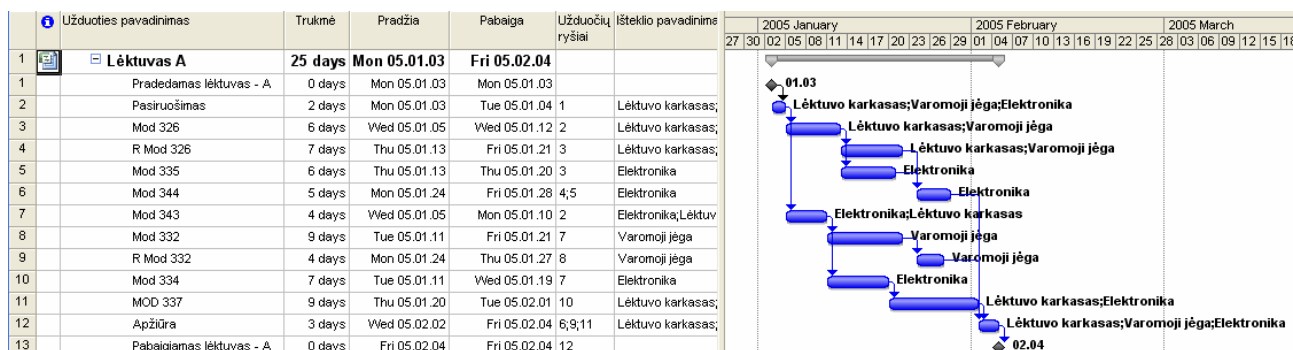 Užduoties pavadinimas Trukmė Pradžia Pabaiga Užduočių ryšiai Išteklio pavadinima
2005 January 2005 February 2005 March
27 30 02 05 08 11 14 17 20 23 26 29 01 04 07 10 13 16 19 22 25 28 03 06 09 12 15 18
1 Lėktuvas A 25 days Mon 05.01.03 Fri 05.02.04
1 Pradedamas lėktuvas - A 0 days Mon 05.01.03 Mon 05.01.03 01.03
2 Pasiruošimas 2 days Mon 05.01.03 Tue 05.01.04 1 Lėktuvo karkasas; Lėktuvo karkasas;Varomoji jėga;Elektronika
3 Mod 326 6 days Wed 05.01.05 Wed 05.01.12 2 Lėktuvo karkasas; Lėktuvo karkasas;Varomoji jėga
4 R Mod 326 7 days Thu 05.01.13 Fri 05.01.21 3 Lėktuvo karkasas; Lėktuvo karkasas;Varomoji jėga
5 Mod 335 6 days Thu 05.01.13 Thu 05.01.20 3 Elektronika Elektronika
6 Mod 344 5 days Mon 05.01.24 Fri 05.01.28 4;5 Elektronika Elektronika
7 Mod 343 4 days Wed 05.01.05 Mon 05.01.10 2 Elektronika;Lėktuv Elektronika;Lėktuvo karkasas
8 Mod 332 9 days Tue 05.01.11 Fri 05.01.21 7 Varomoji jėga Varomoji jėga
9 R Mod 332 4 days Mon 05.01.24 Thu 05.01.27 8 Varomoji jėga Varomoji jėga
10 Mod 334 7 days Tue 05.01.11 Wed 05.01.19 7 Elektronika Elektronika
11 MOD 337 9 days Thu 05.01.20 Tue 05.02.01 10 Lėktuvo karkasas; Lėktuvo karkasas;Elektronika
12 Apžiūra 3 days Wed 05.02.02 Fri 05.02.04 6;9;11 Lėktuvo karkasas; Lėktuvo karkasas;Varomoji jėga;Elektronika
13 Pabaigiamas lėktuvas - A 0 days Fri 05.02.04 Fri 05.02.04 12 02.04